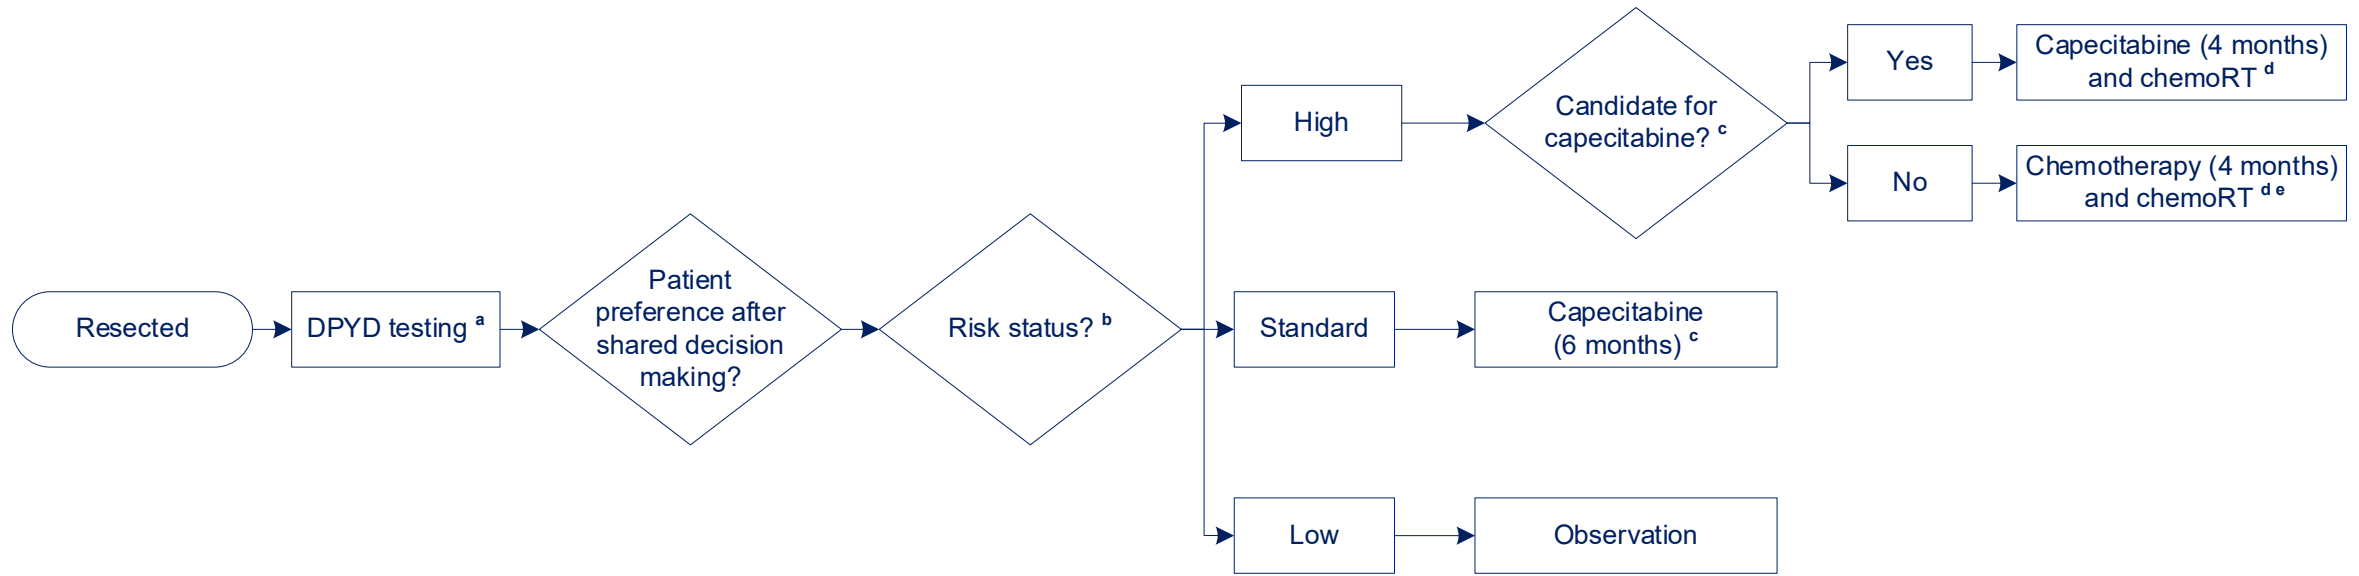 Resected
DPYD testing a
Patient
preference after
shared decision
making?
Risk status? b
High
Candidate for
capecitabine? c
Yes
Capecitabine (4 months)
and chemoRT d
No
Chemotherapy (4 months)
and chemoRT d e
Standard
Capecitabine
(6 months) c
Low
Observation